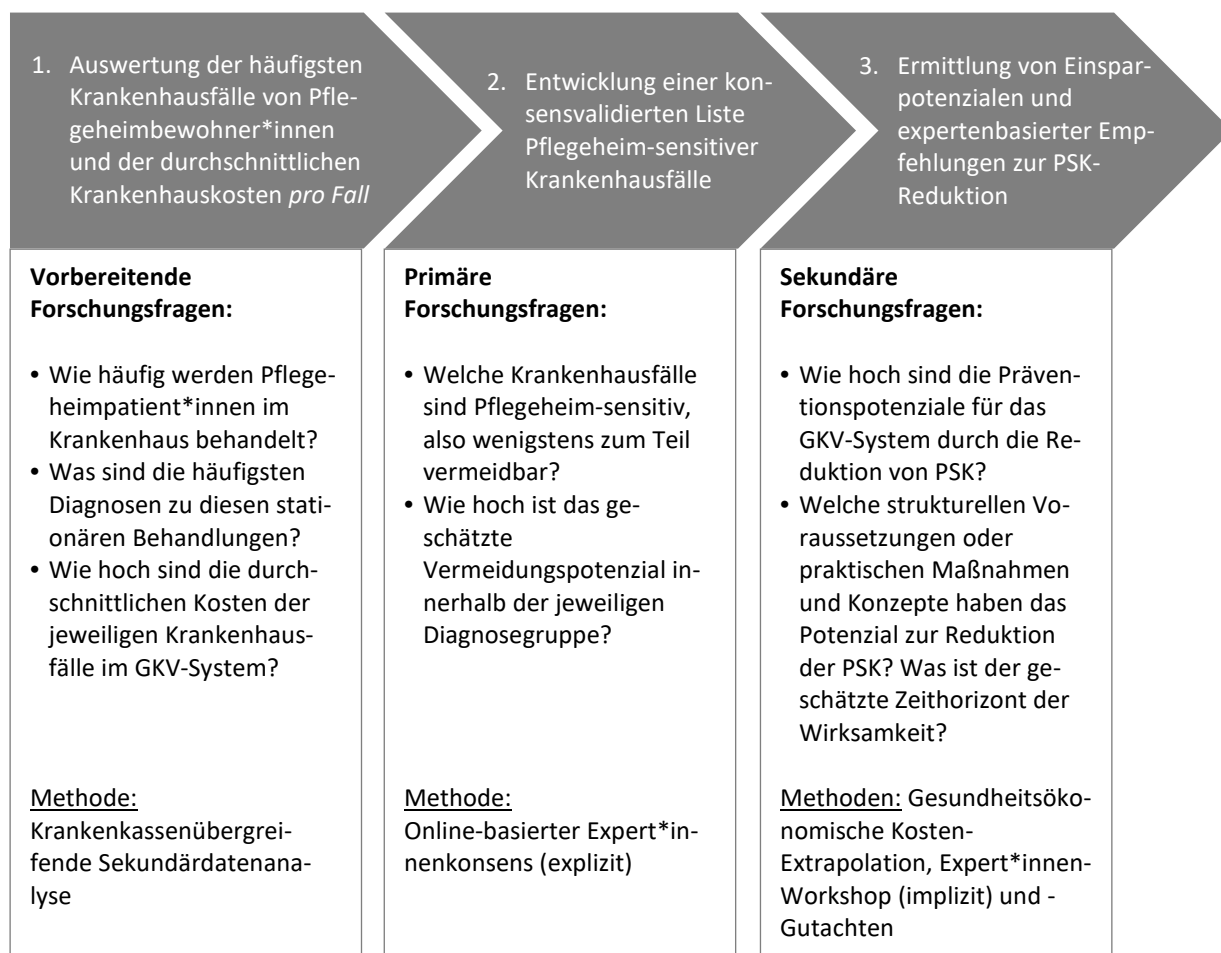 1. Auswertung der häufigsten
Krankenhausfälle von Pfle-
geheimbewohner*innen
und der durchschnittlichen
Krankenhauskosten pro Fall
2. Entwicklung einer kon-
sensvalidierten Liste
Pflegeheim-sensitiver
Krankenhausfälle
3. Ermittlung von Einspar-
potenzialen und
expertenbasierter Emp-
fehlungen zur PSK-
Reduktion
Vorbereitende
Forschungsfragen:
• Wie häufig werden Pflege-
heimpatient*innen im
Krankenhaus behandelt?
• Was sind die häufigsten
Diagnosen zu diesen stati-
onären Behandlungen?
• Wie hoch sind die durch-
schnittlichen Kosten der
jeweiligen Krankenhaus-
fälle im GKV-System?
Methode:
Krankenkassenübergrei-
fende Sekundärdatenana-
lyse
Primäre
Forschungsfragen:
• Welche Krankenhausfälle
sind Pflegeheim-sensitiv,
also wenigstens zum Teil
vermeidbar?
• Wie hoch ist das ge-
schätzte
Vermeidungspotenzial in-
nerhalb der jeweiligen
Diagnosegruppe?
Methode:
Online-basierter Expert*in-
nenkonsens (explizit)
Sekundäre
Forschungsfragen:
• Wie hoch sind die Präven-
tionspotenziale für das
GKV-System durch die Re-
duktion von PSK?
• Welche strukturellen Vo-
raussetzungen oder
praktischen Maßnahmen
und Konzepte haben das
Potenzial zur Reduktion
der PSK? Was ist der ge-
schätzte Zeithorizont der
Wirksamkeit?
Methoden: Gesundheitsöko-
nomische Kosten-
Extrapolation, Expert*innen-
Workshop (implizit) und -
Gutachten